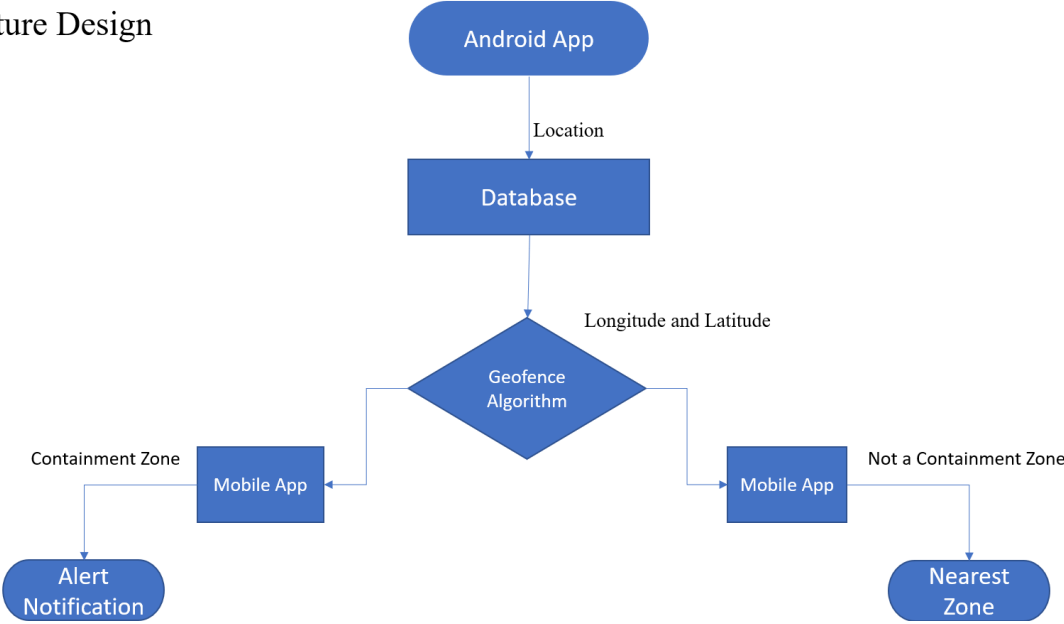 ture Design
Android App
Location
Database
Longitude and Latitude
Geofence
Algorithm
Containment Zone
Mobile App
Mobile App
Not a Containment Zone
Alert
Notification
Nearest
Zone